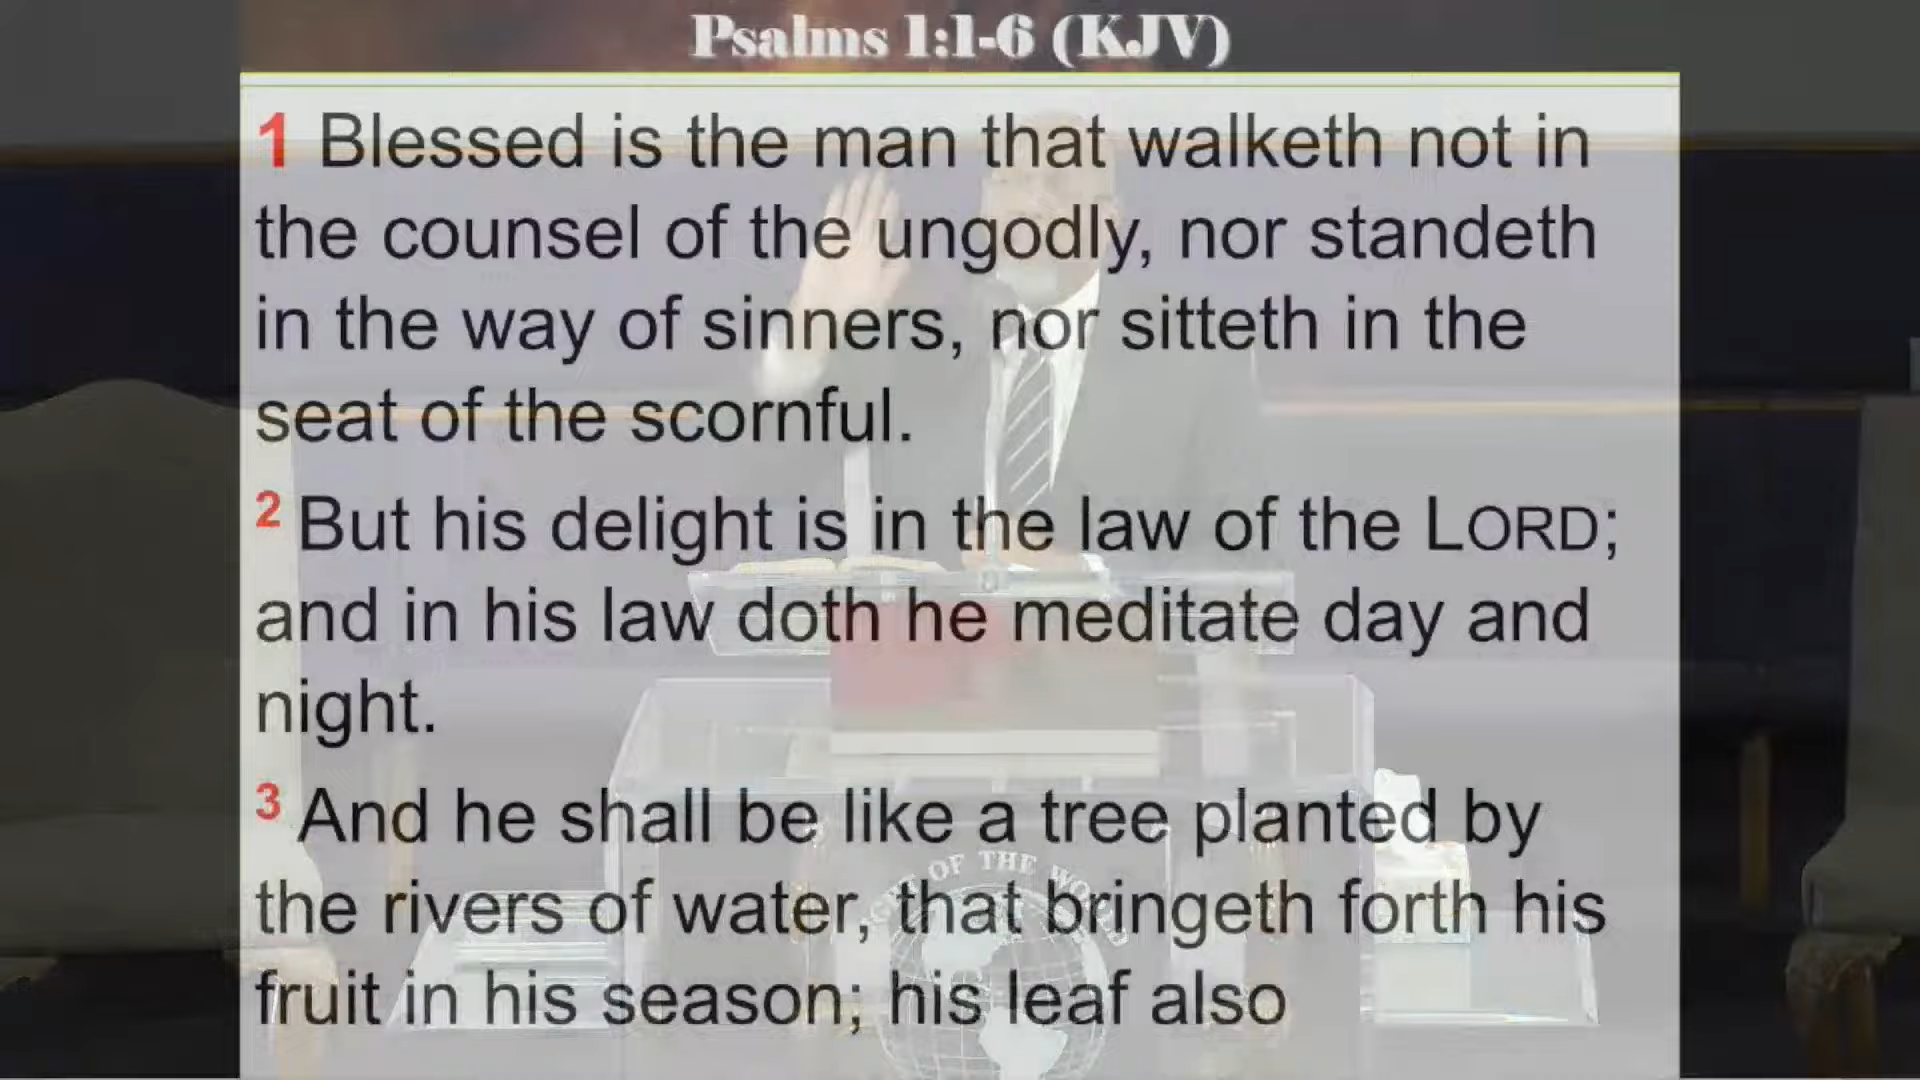 Psalms 1:1-6 (KJV)
1 Blessed is the man that walketh not in
the counsel of the ungodly, nor standeth
in the way of sinners, nor sitteth in the
seat of the scornful.
2 But his delight is in the law of the LORD;
and in his law doth he meditate day and
night.
3 And he shall be like a tree planted by
the rivers of water, that bringeth forth his
fruit in his season; his leaf also
OF THE